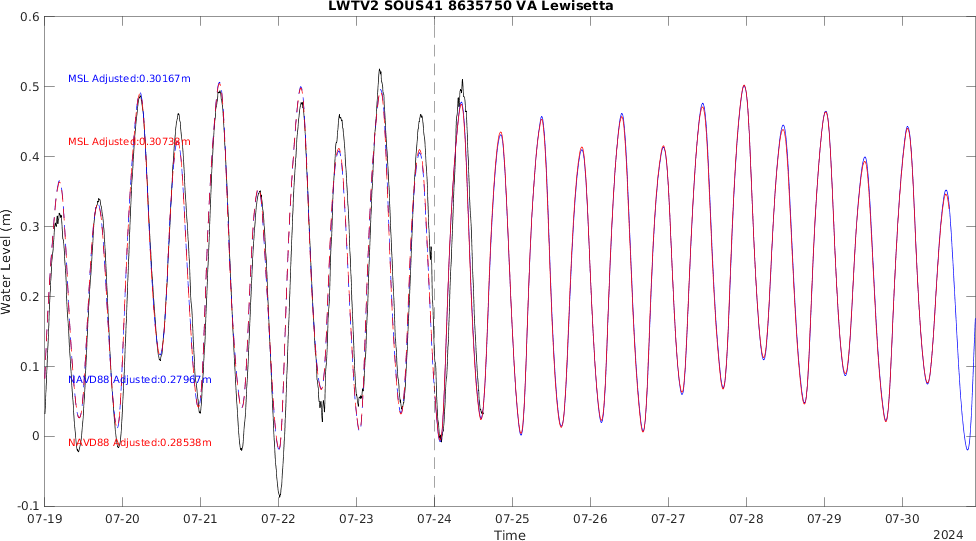 LWTV2 SOUS41 8635750 VA Lewisetta
0.6
0.5
0.4
0.3
0.2
0.1
0
-0.1
Water Level (m)
MSL Adjusted:0.30167m
MSL Adjusted:0.30738m
NAVD88 Adjusted:0.27967m
NAVD88 Adjusted:0.28538m
07-19 07-20 07-21 07-22 07-23 07-24 07-25 07-26 07-27 07-28 07-29 07-30
Time
2024